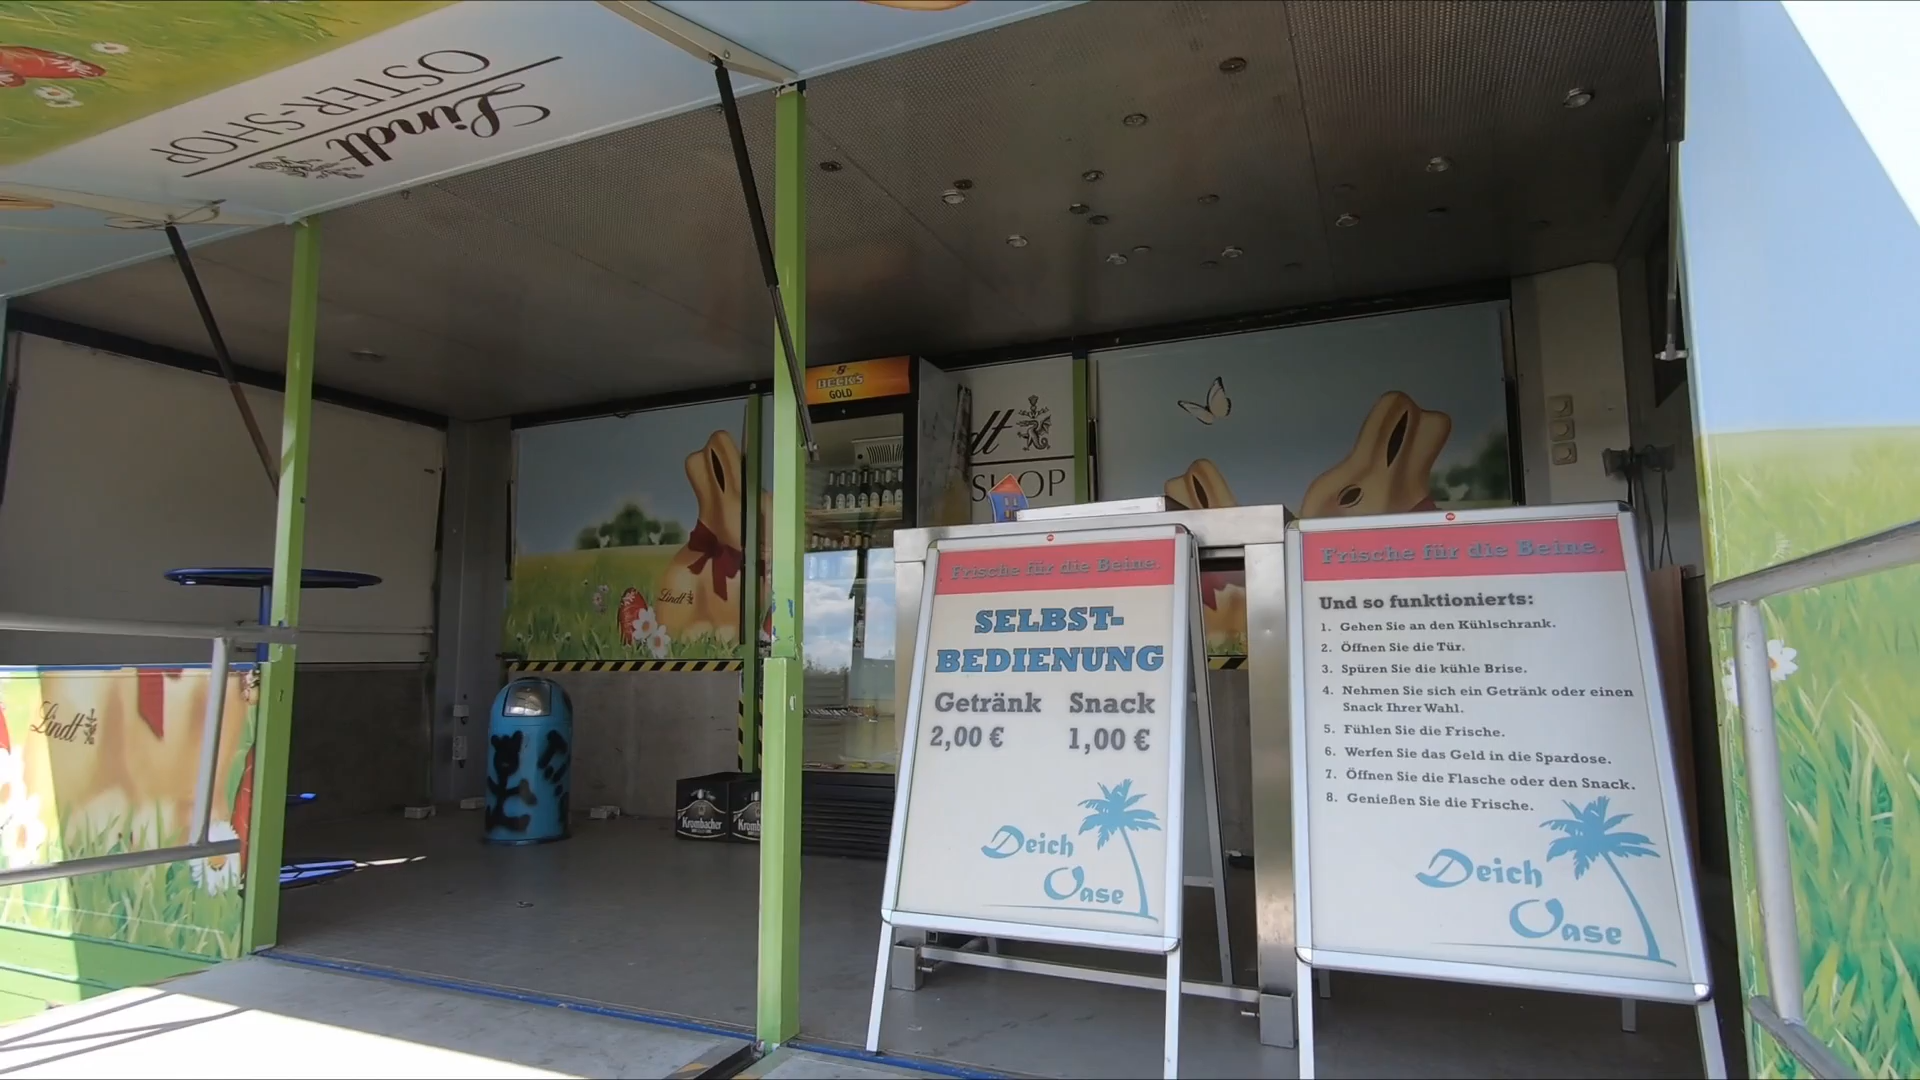 Lindt
OSTER-SHOP
BECK'S
GOLD
dt
SHOP
Lindt
Lindt
Krombacher
Kromb
Frische für die Beine.
SELBST-
BEDIENUNG
Getränk Snack
2,00 € 1,00 €
Deich
Oase
Frische für die Beine.
Und so funktionierts:
1. Gehen Sie an den Kühlschrank.
2. Öffnen Sie die Tür.
3. Spüren Sie die kühle Brise.
4. Nehmen Sie sich ein Getränk oder einen
Snack Ihrer Wahl.
5. Fühlen Sie die Frische.
6. Werfen Sie das Geld in die Spardose.
7. Öffnen Sie die Flasche oder den Snack.
8. Genießen Sie die Frische.
Deich
Oase